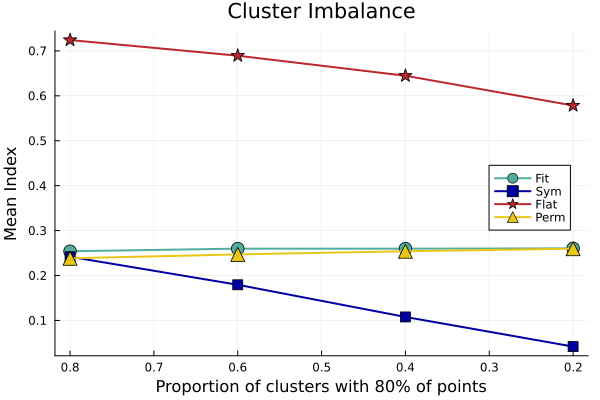 Cluster Imbalance
Mean Index
0.7
0.6
0.5
0.4
0.3
0.2
0.1
Fit
Sym
Flat
Perm
0.8 0.7 0.6 0.5 0.4 0.3 0.2
Proportion of clusters with 80% of points